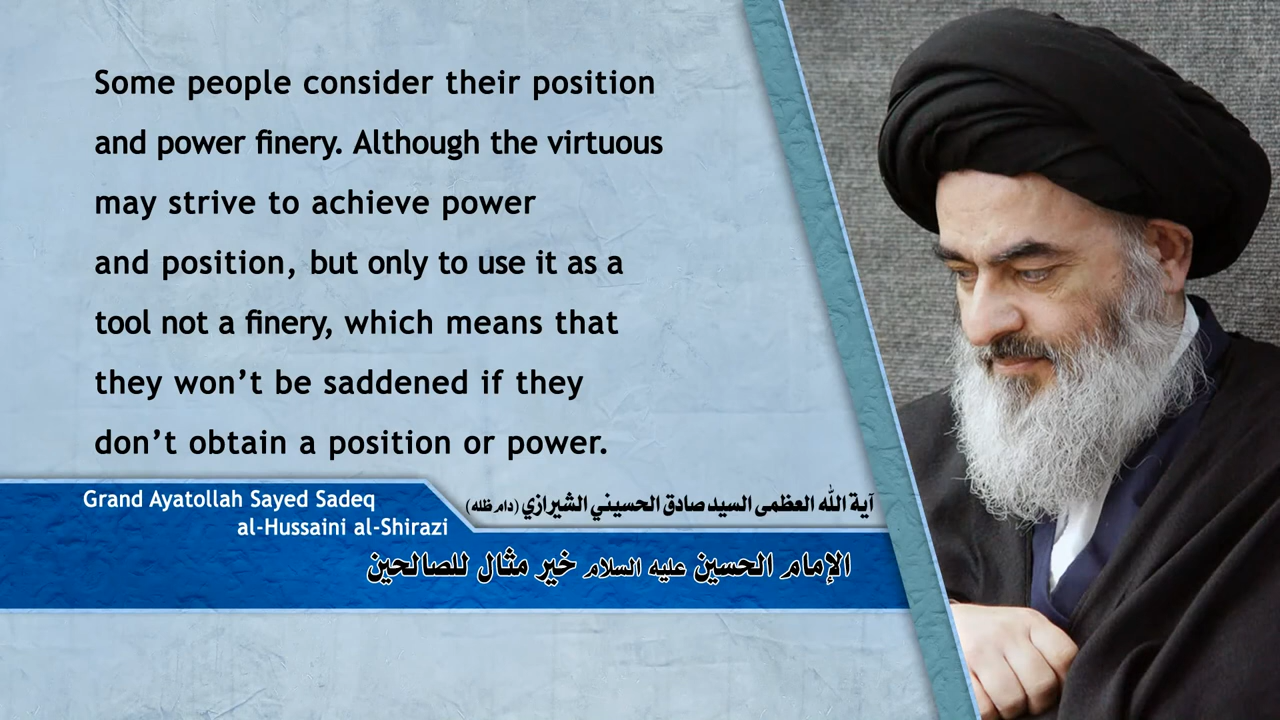 Some people consider their position
and power finery. Although the virtuous
may strive to achieve power
and position, but only to use it as a
tool not a finery, which means that
they won’t be saddened if they
don’t obtain a position or power.
Grand Ayatollah Sayed Sadeq
al-Hussaini al-Shirazi
آية الله العظمى السيد صادق الحسيني الشيرازي (دام ظله)
الإمام الحسين عليه السلام خير مثال للصالحين